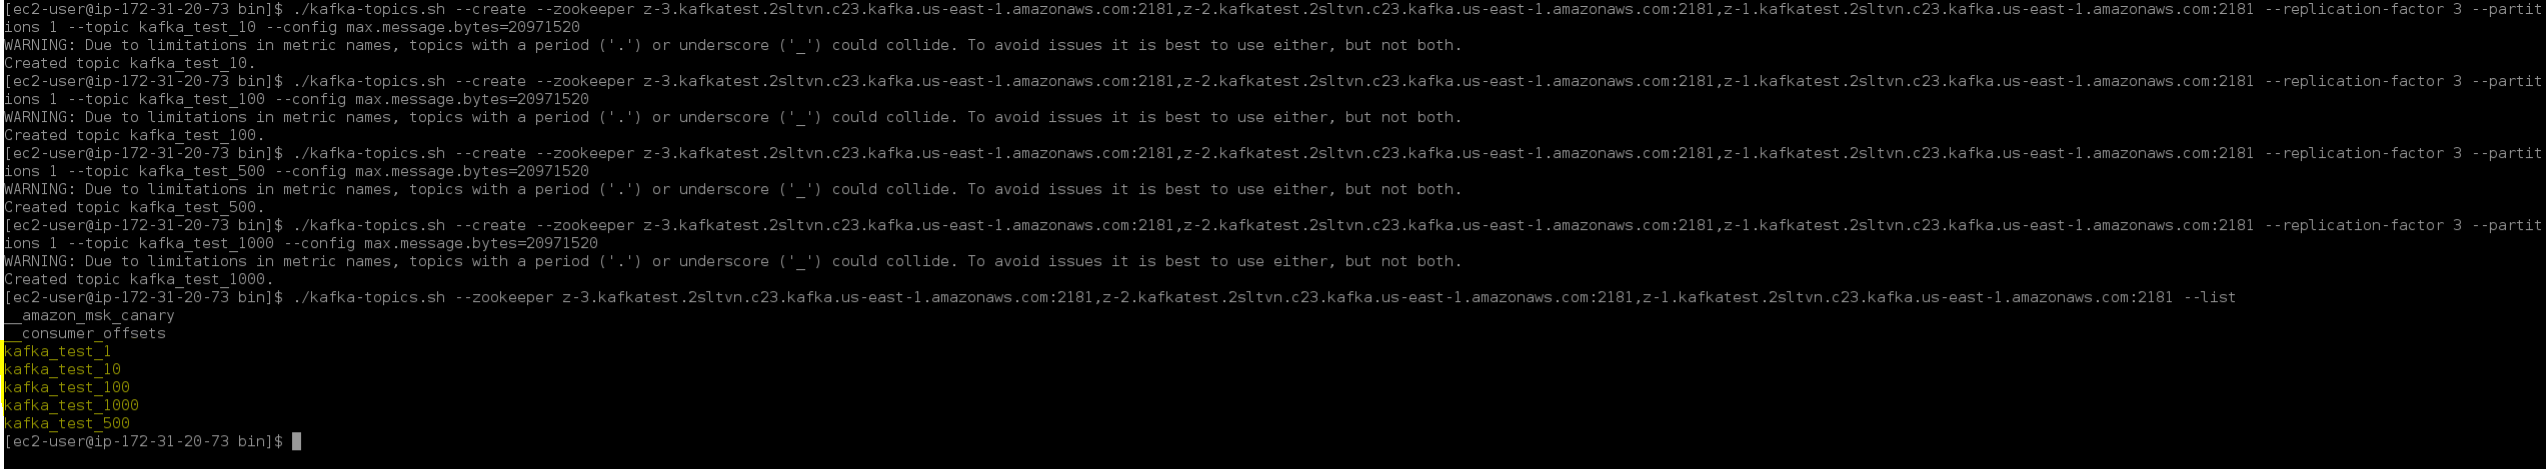 [ec2-user@ip-172-31-20-73 bin]$ ./kafka-topics.sh --create --zookeeper z-3.kafkatest.2sltvn.c23.kafka.us-east-1.amazonaws.com:2181,z-2.kafkatest.2sltvn.c23.kafka.us-east-1.amazonaws.com:2181,z-1.kafkatest.2sltvn.c23.kafka.us-east-1.amazonaws.com:2181 --replication-factor 3 --partit
ions 1 --topic kafka_test_10 --config max.message.bytes=20971520
WARNING: Due to limitations in metric names, topics with a period ('.') or underscore ('_') could collide. To avoid issues it is best to use either, but not both.
Created topic kafka_test_10.
[ec2-user@ip-172-31-20-73 bin]$ ./kafka-topics.sh --create --zookeeper z-3.kafkatest.2sltvn.c23.kafka.us-east-1.amazonaws.com:2181,z-2.kafkatest.2sltvn.c23.kafka.us-east-1.amazonaws.com:2181,z-1.kafkatest.2sltvn.c23.kafka.us-east-1.amazonaws.com:2181 --replication-factor 3 --partit
ions 1 --topic kafka_test_100 --config max.message.bytes=20971520
WARNING: Due to limitations in metric names, topics with a period ('.') or underscore ('_') could collide. To avoid issues it is best to use either, but not both.
Created topic kafka_test_100.
[ec2-user@ip-172-31-20-73 bin]$ ./kafka-topics.sh --create --zookeeper z-3.kafkatest.2sltvn.c23.kafka.us-east-1.amazonaws.com:2181,z-2.kafkatest.2sltvn.c23.kafka.us-east-1.amazonaws.com:2181,z-1.kafkatest.2sltvn.c23.kafka.us-east-1.amazonaws.com:2181 --replication-factor 3 --partit
ions 1 --topic kafka_test_500 --config max.message.bytes=20971520
WARNING: Due to limitations in metric names, topics with a period ('.') or underscore ('_') could collide. To avoid issues it is best to use either, but not both.
Created topic kafka_test_500.
[ec2-user@ip-172-31-20-73 bin]$ ./kafka-topics.sh --create --zookeeper z-3.kafkatest.2sltvn.c23.kafka.us-east-1.amazonaws.com:2181,z-2.kafkatest.2sltvn.c23.kafka.us-east-1.amazonaws.com:2181,z-1.kafkatest.2sltvn.c23.kafka.us-east-1.amazonaws.com:2181 --replication-factor 3 --partit
ions 1 --topic kafka_test_1000 --config max.message.bytes=20971520
WARNING: Due to limitations in metric names, topics with a period ('.') or underscore ('_') could collide. To avoid issues it is best to use either, but not both.
Created topic kafka_test_1000.
[ec2-user@ip-172-31-20-73 bin]$ ./kafka-topics.sh --zookeeper z-3.kafkatest.2sltvn.c23.kafka.us-east-1.amazonaws.com:2181,z-2.kafkatest.2sltvn.c23.kafka.us-east-1.amazonaws.com:2181,z-1.kafkatest.2sltvn.c23.kafka.us-east-1.amazonaws.com:2181 --list
__amazon_msk_canary
__consumer_offsets
kafka_test_1
kafka_test_10
kafka_test_100
kafka_test_1000
kafka_test_500
[ec2-user@ip-172-31-20-73 bin]$